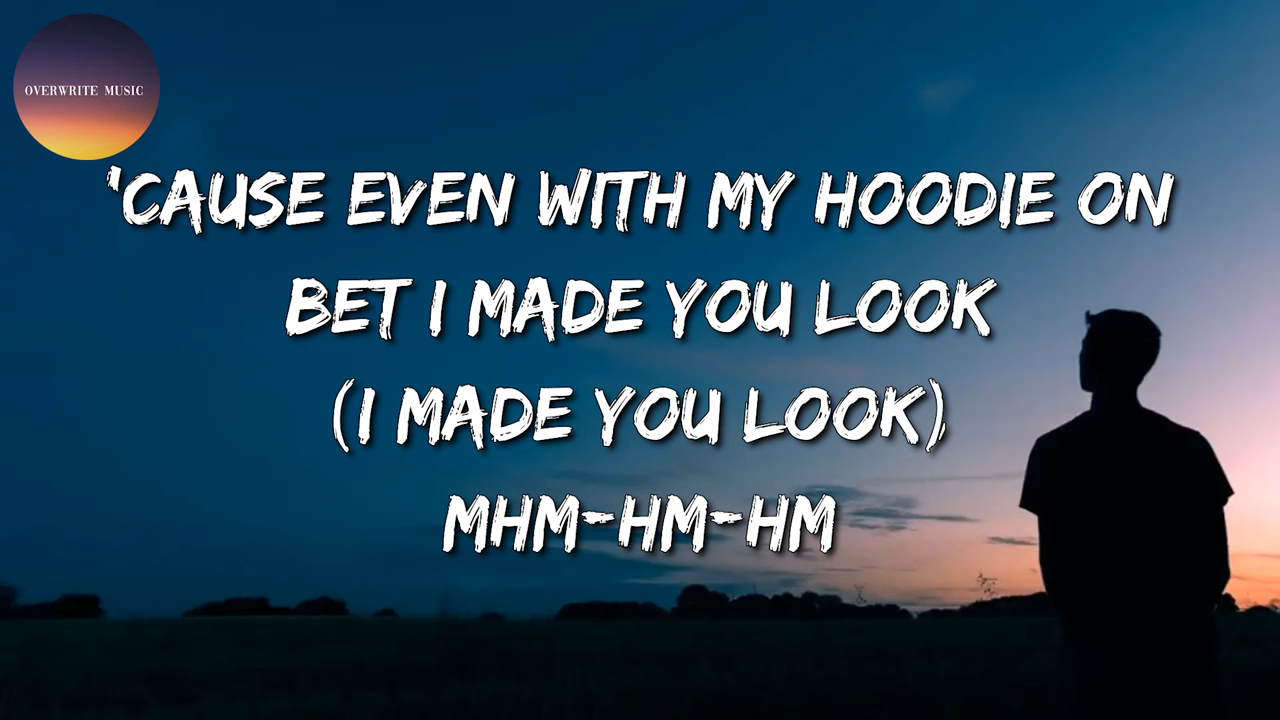 OVERWRITE MUSIC
'CAUSE EVEN WITH MY HOODIE ON
BET I MADE YOU LOOK
(I MADE YOU LOOK)
MHM-HM-HM